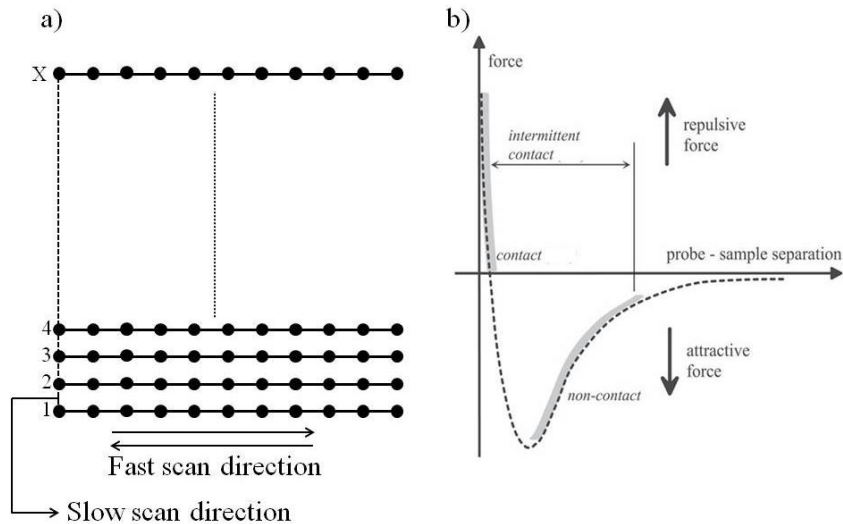 a)
X
4
3
2
1
Fast scan direction
Slow scan direction
b)
force
intermittent
contact
repulsive
force
contact
probe - sample separation
non-contact
attractive
force